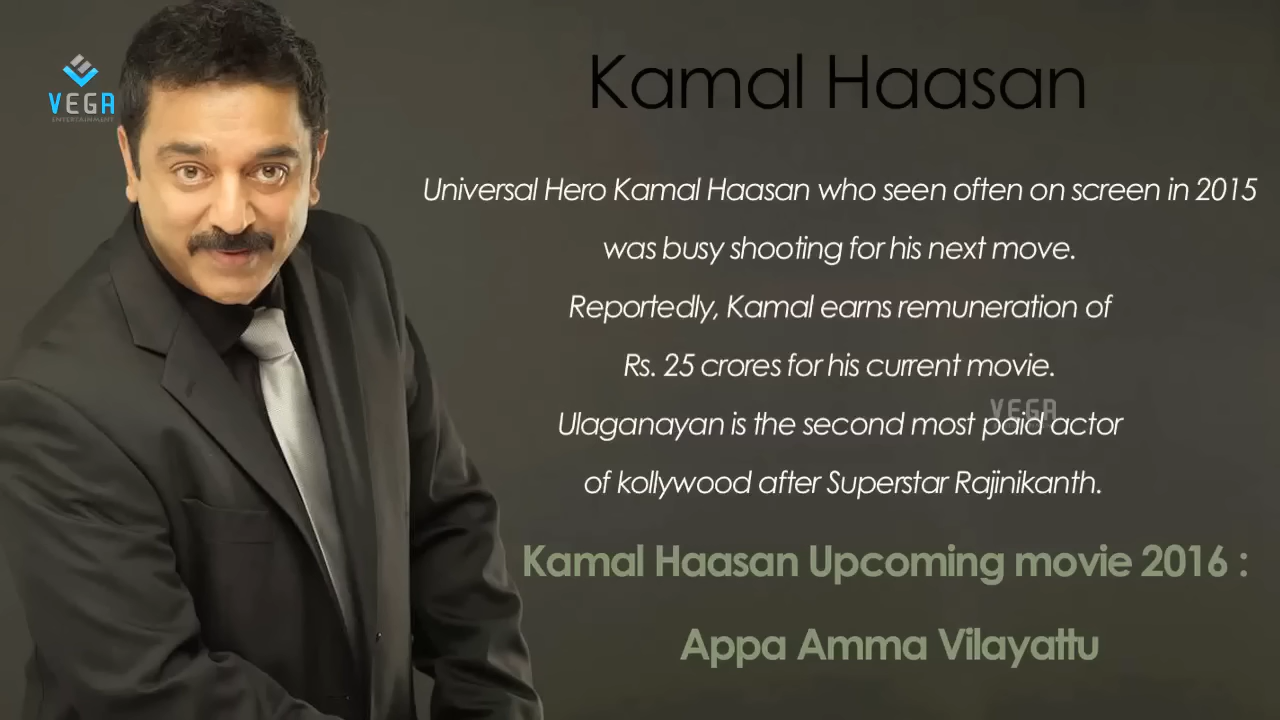 VEGA
ENTERTAINMENT
Kamal Haasan
Universal Hero Kamal Haasan who seen often on screen in 2015
was busy shooting for his next move.
Reportedly, Kamal earns remuneration of
Rs. 25 crores for his current movie.
VEGA
Ulaganayan is the second most paid actor
of kollywood after Superstar Rajinikanth.
Kamal Haasan Upcoming movie 2016 :
Appa Amma Vilayattu